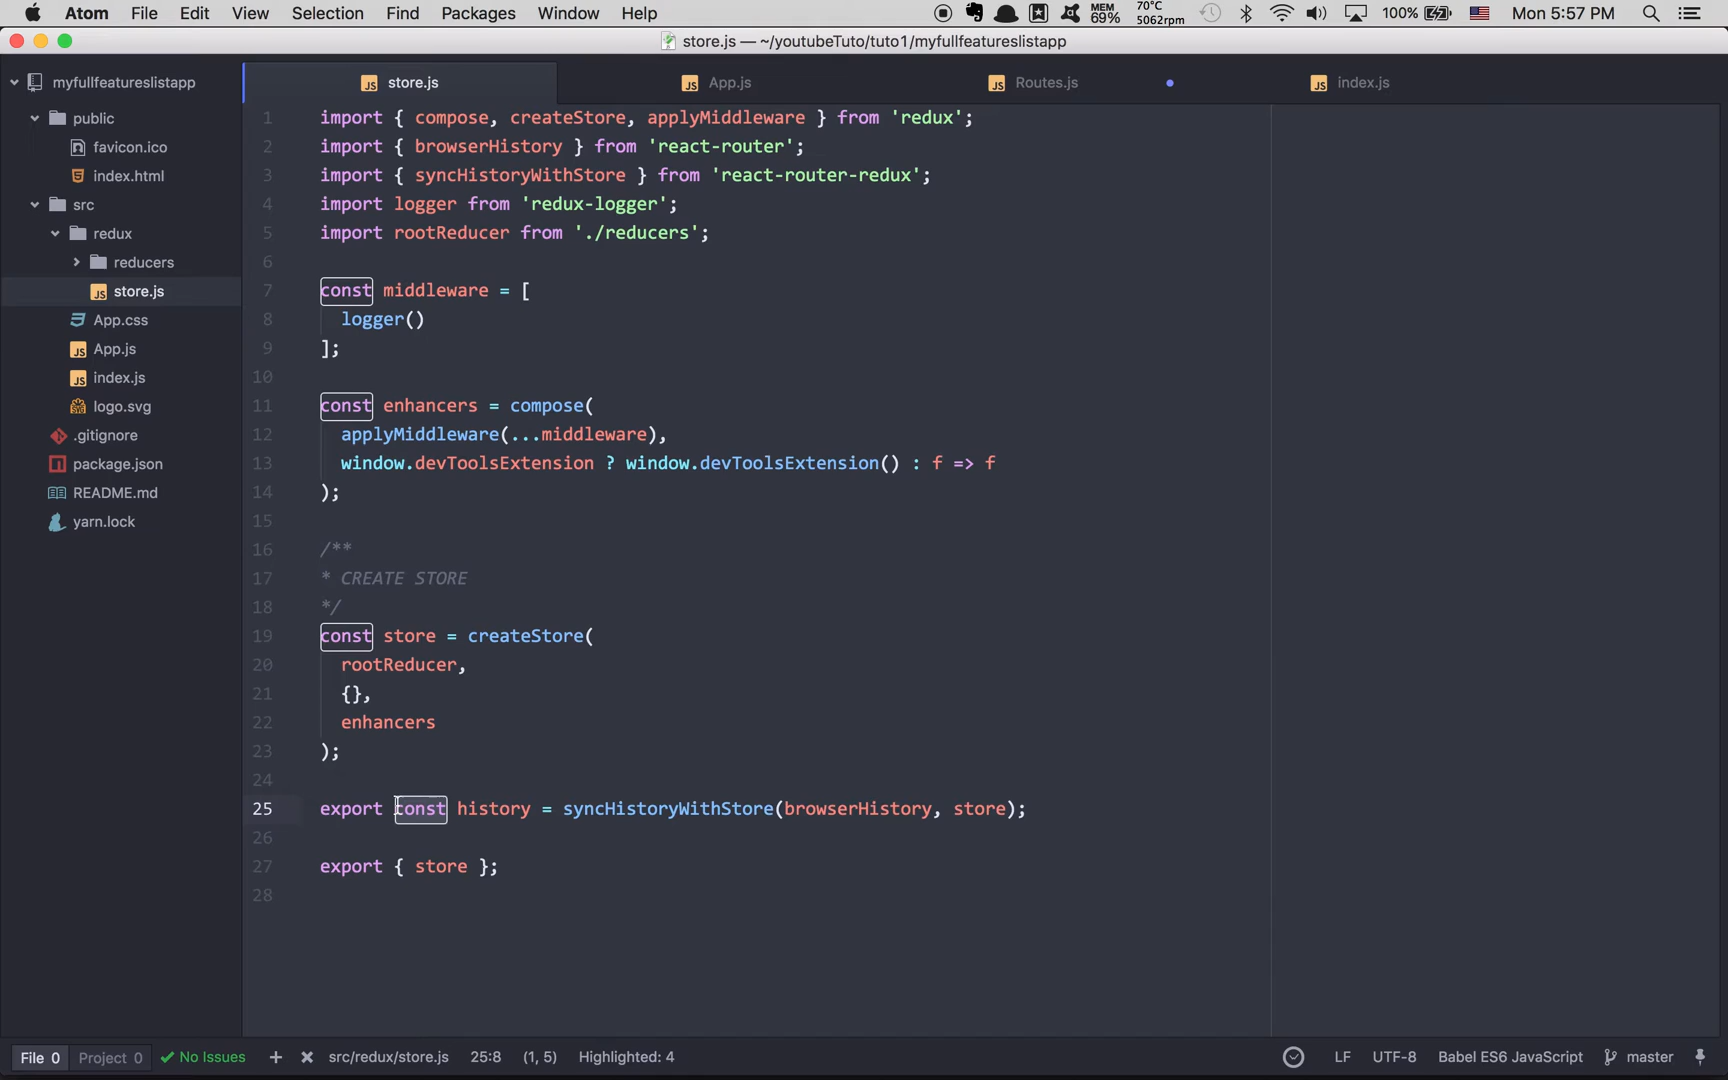 Atom File Edit View Selection Find Packages Window Help MEM 69% 70°C 5062rpm 100% Mon 5:57 PM
store.js — ~/youtubeTuto/tuto1/myfullfeatureslistapp
myfullfeatureslistapp
public
favicon.ico
index.html
src
redux
reducers
store.js
App.css
App.js
index.js
logo.svg
.gitignore
package.json
README.md
yarn.lock
store.js App.js Routes.js index.js
1 import { compose, createStore, applyMiddleware } from 'redux';
2 import { browserHistory } from 'react-router';
3 import { syncHistoryWithStore } from 'react-router-redux';
4 import logger from 'redux-logger';
5 import rootReducer from './reducers';
6
7 const middleware = [
8 logger()
9 ];
10
11 const enhancers = compose(
12 applyMiddleware(...middleware),
13 window.devToolsExtension ? window.devToolsExtension() : f => f
14 );
15
16 /**
17 * CREATE STORE
18 */
19 const store = createStore(
20 rootReducer,
21 {},
22 enhancers
23 );
24
25 export const history = syncHistoryWithStore(browserHistory, store);
26
27 export { store };
28
File 0 Project 0 No Issues src/redux/store.js 25:8 (1, 5) Highlighted: 4 LF UTF-8 Babel ES6 JavaScript master